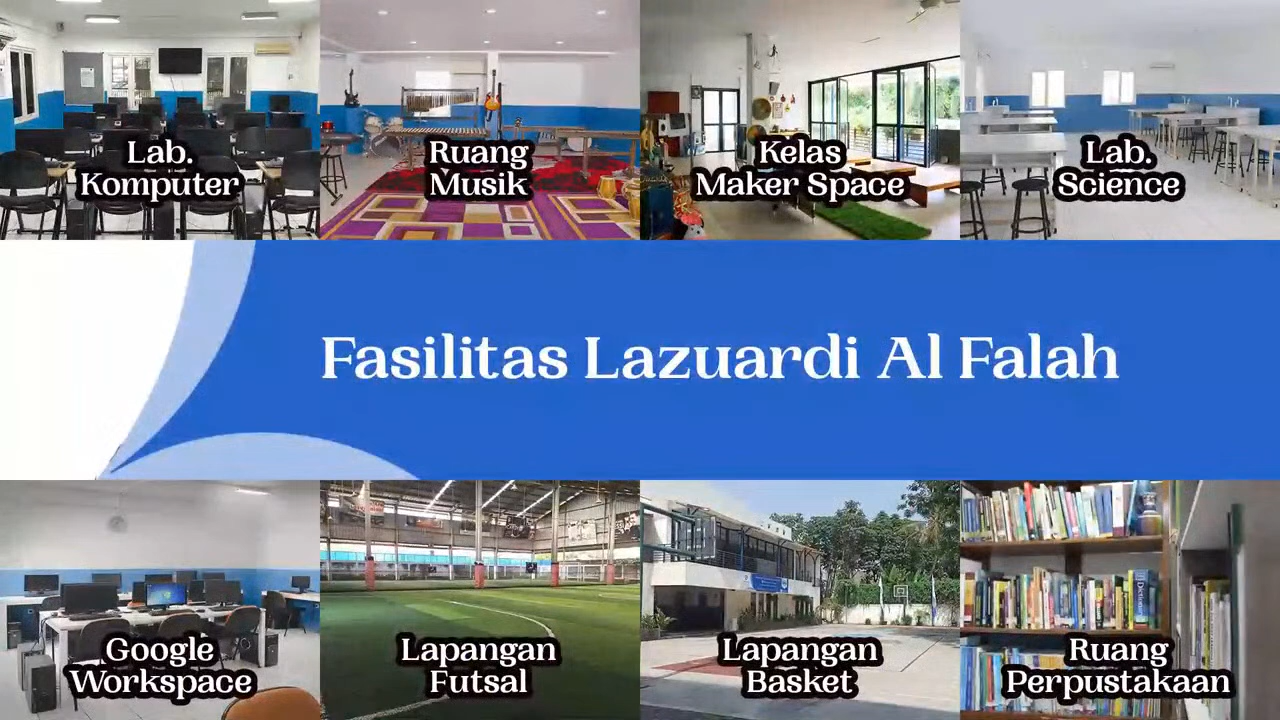 Lab.
Komputer
Ruang
Musik
Kelas
Maker Space
Lab.
Science
Fasilitas Lazuardi Al Falah
Google
Workspace
Lapangan
Futsal
Lapangan
Basket
Ruang
Perpustakaan